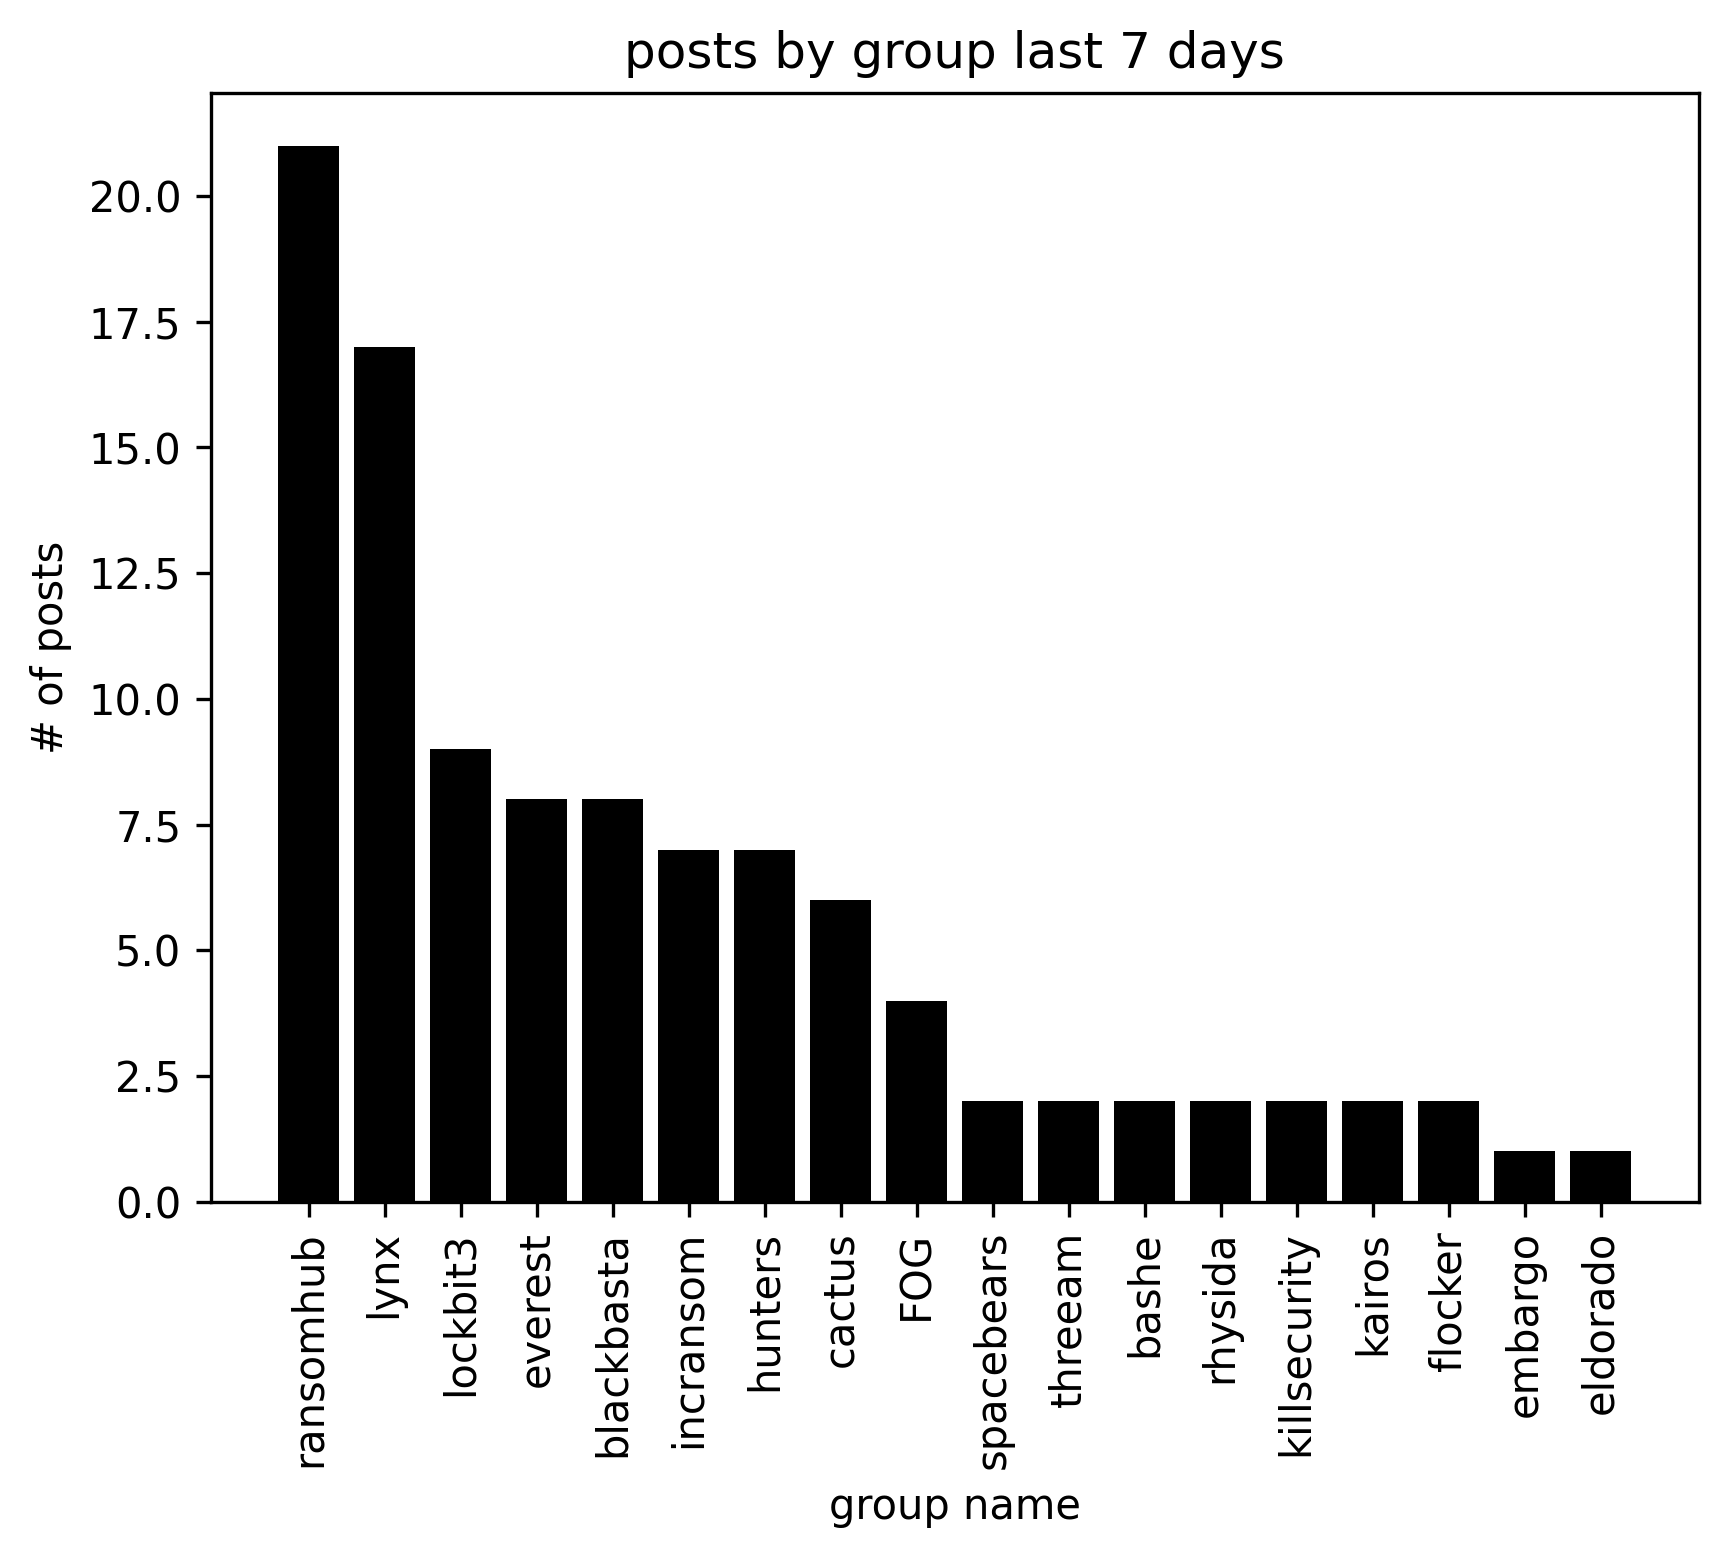 posts by group last 7 days
# of posts
20.0
17.5
15.0
12.5
10.0
7.5
5.0
2.5
0.0
ransomhub
lynx
lockbit3
everest
blackbasta
incransom
hunters
cactus
FOG
spacebears
threeam
bashe
rhysida
killsecurity
kairos
flocker
embargo
eldorado
group name